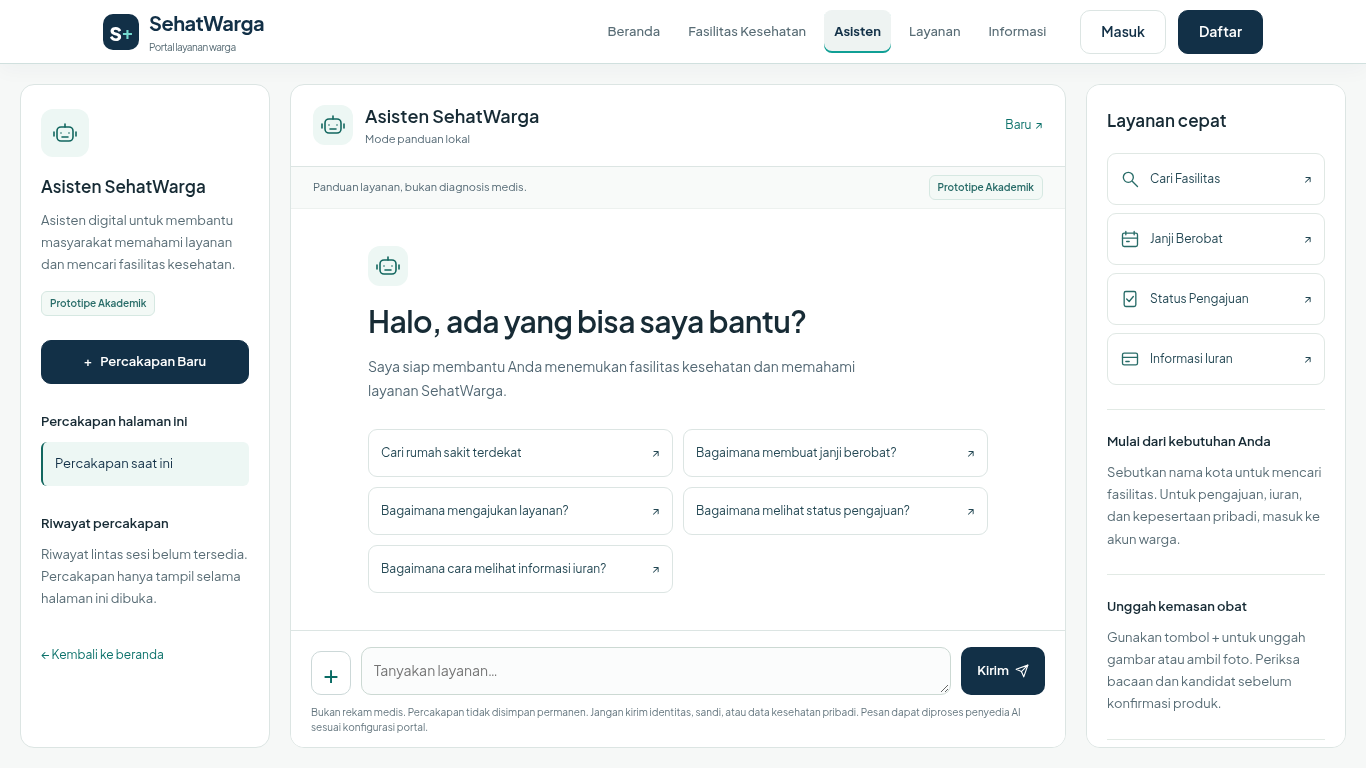 S+
SehatWarga
Portal layanan warga
Beranda
Fasilitas Kesehatan
Asisten
Layanan
Informasi
Masuk
Daftar
Asisten SehatWarga
Asisten digital untuk membantu
masyarakat memahami layanan
dan mencari fasilitas kesehatan.
Prototipe Akademik
+ Percakapan Baru
Percakapan halaman ini
Percakapan saat ini
Riwayat percakapan
Riwayat lintas sesi belum tersedia.
Percakapan hanya tampil selama
halaman ini dibuka.
← Kembali ke beranda
Asisten SehatWarga
Mode panduan lokal
Baru ↗
Panduan layanan, bukan diagnosis medis.
Prototipe Akademik
Halo, ada yang bisa saya bantu?
Saya siap membantu Anda menemukan fasilitas kesehatan dan memahami
layanan SehatWarga.
Cari rumah sakit terdekat ↗
Bagaimana membuat janji berobat? ↗
Bagaimana mengajukan layanan? ↗
Bagaimana melihat status pengajuan? ↗
Bagaimana cara melihat informasi iuran? ↗
+
Tanyakan layanan...
Kirim
Bukan rekam medis. Percakapan tidak disimpan permanen. Jangan kirim identitas, sandi, atau data kesehatan pribadi. Pesan dapat diproses penyedia AI
sesuai konfigurasi portal.
Layanan cepat
Cari Fasilitas ↗
Janji Berobat ↗
Status Pengajuan ↗
Informasi Iuran ↗
Mulai dari kebutuhan Anda
Sebutkan nama kota untuk mencari
fasilitas. Untuk pengajuan, iuran,
dan kepesertaan pribadi, masuk ke
akun warga.
Unggah kemasan obat
Gunakan tombol + untuk unggah
gambar atau ambil foto. Periksa
bacaan dan kandidat sebelum
konfirmasi produk.